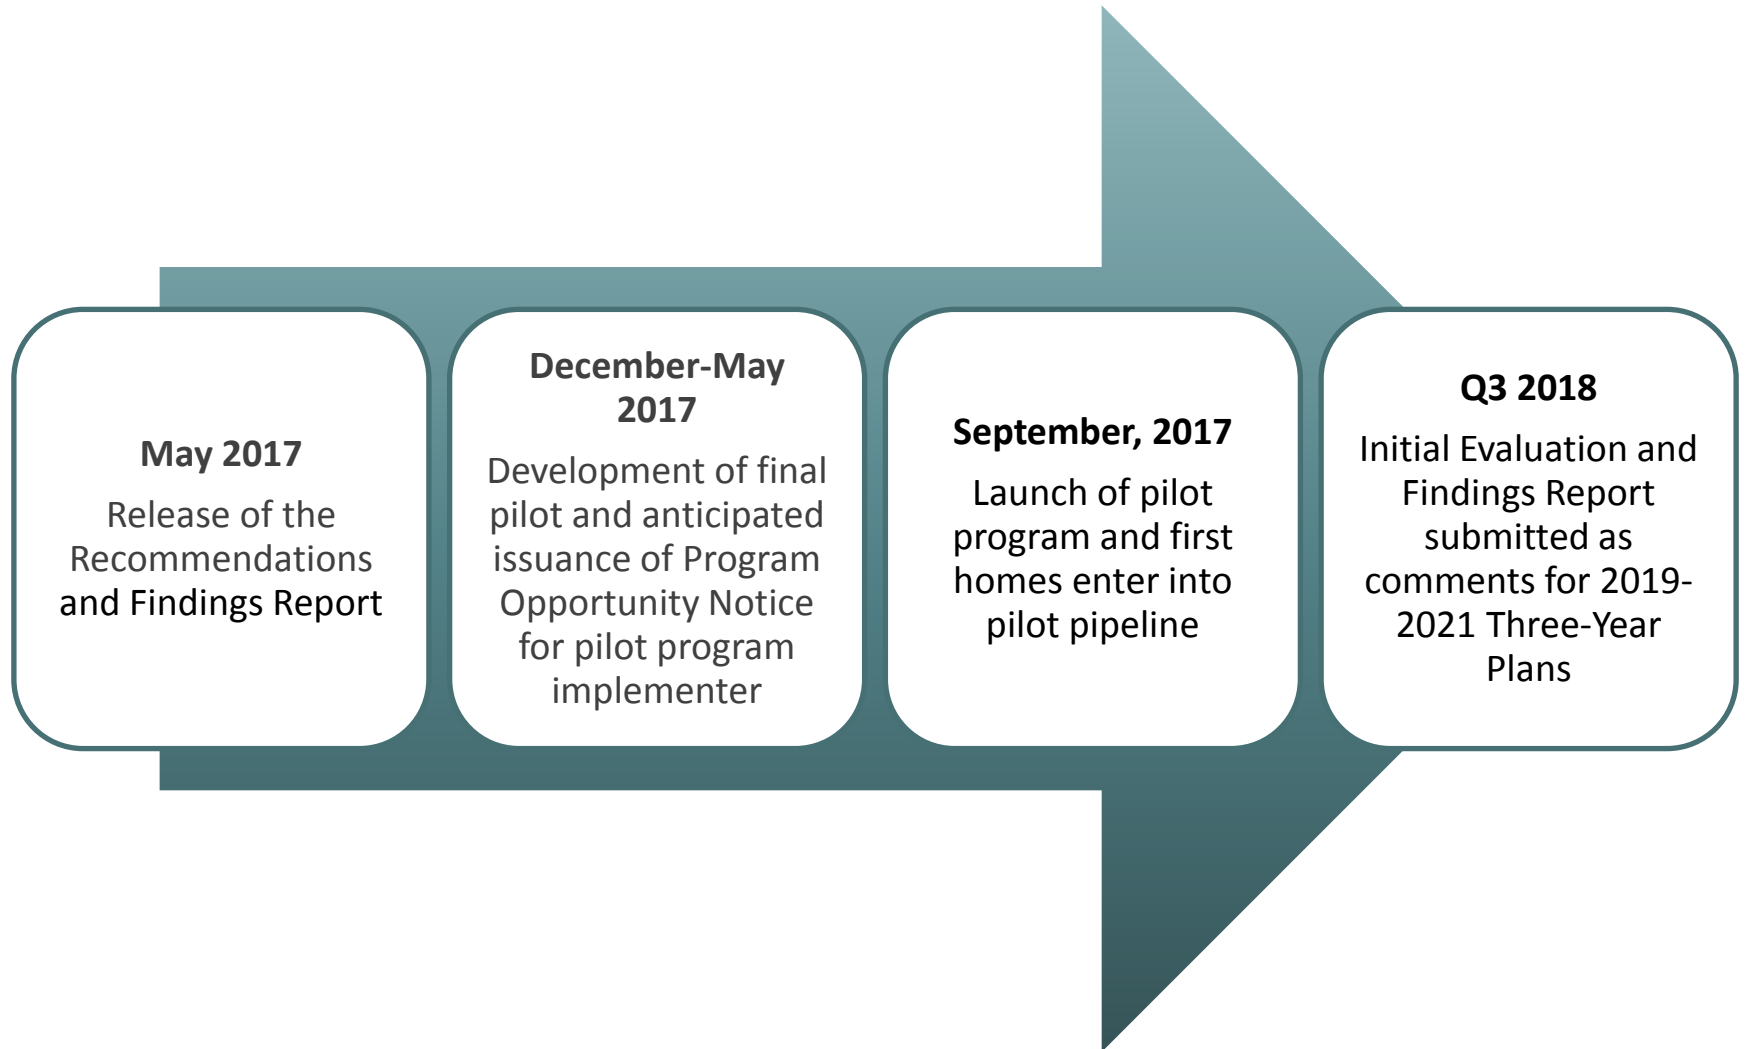 May 2017
Release of the
Recommendations
and Findings Report
December-May
2017
Development of final
pilot and anticipated
issuance of Program
Opportunity Notice
for pilot program
implementer
September, 2017
Launch of pilot
program and first
homes enter into
pilot pipeline
Q3 2018
Initial Evaluation and
Findings Report
submitted as
comments for 2019-
2021 Three-Year
Plans